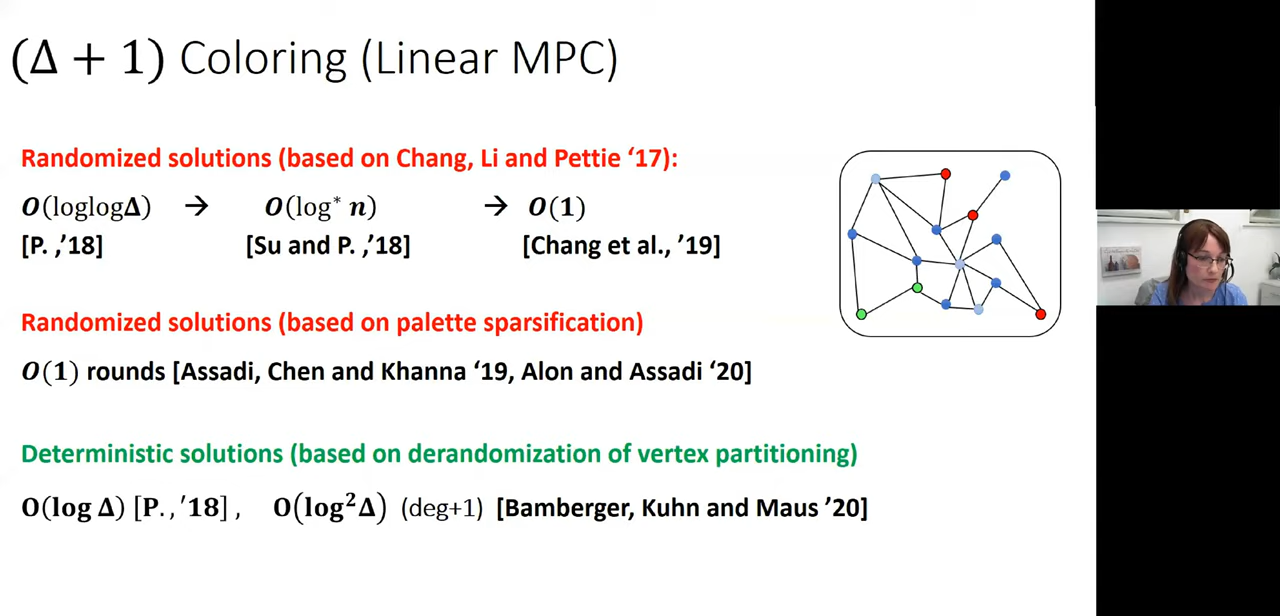 (Δ + 1) Coloring (Linear MPC)
Randomized solutions (based on Chang, Li and Pettie ‘17):
O(loglogΔ) → O(log* n) → O(1)
[P. ,’18] [Su and P. ,’18] [Chang et al., ’19]
Randomized solutions (based on palette sparsification)
O(1) rounds [Assadi, Chen and Khanna ‘19, Alon and Assadi ‘20]
Deterministic solutions (based on derandomization of vertex partitioning)
O(log Δ) [P. , ′18] , O(log²Δ) (deg+1) [Bamberger, Kuhn and Maus ’20]